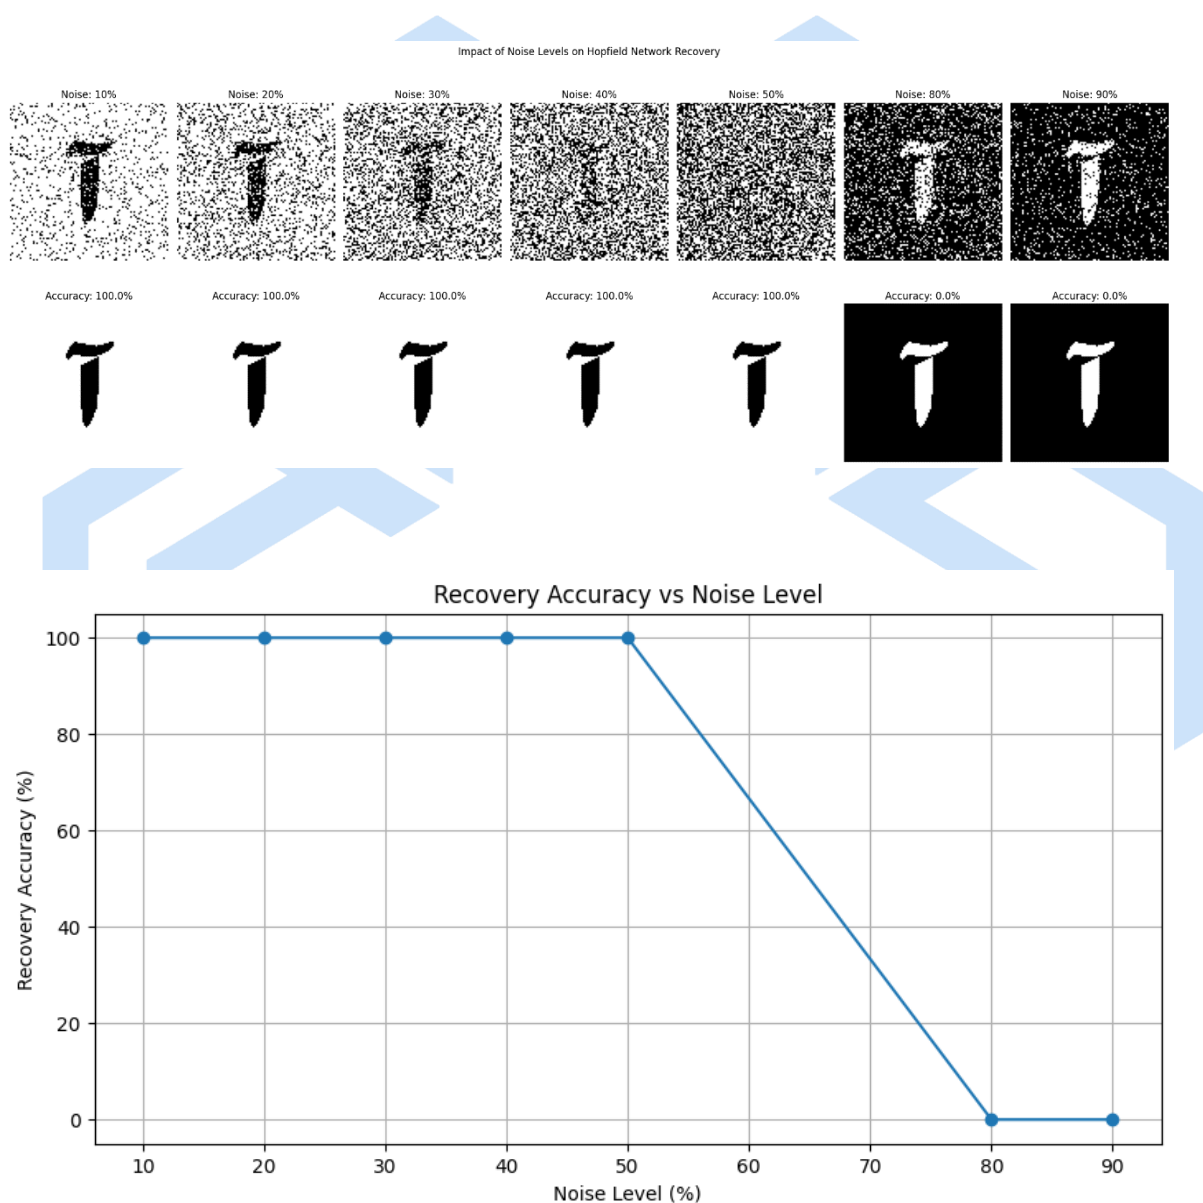 Impact of Noise Levels on Hopfield Network Recovery
Noise: 10% Noise: 20% Noise: 30% Noise: 40% Noise: 50% Noise: 80% Noise: 90%
Accuracy: 100.0% Accuracy: 100.0% Accuracy: 100.0% Accuracy: 100.0% Accuracy: 100.0% Accuracy: 0.0% Accuracy: 0.0%
Recovery Accuracy vs Noise Level
Recovery Accuracy (%)
100
80
60
40
20
0
10 20 30 40 50 60 70 80 90
Noise Level (%)